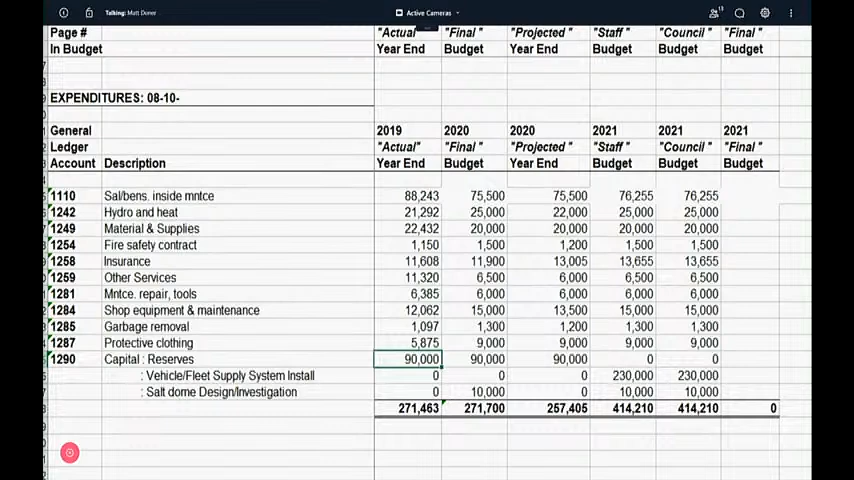 Talking: Matt Doner
Active Cameras
13
Page # "Actual" "Final" "Projected" "Staff" "Council" "Final"
In Budget Year End Budget Year End Budget Budget Budget
EXPENDITURES: 08-10-
General 2019 2020 2020 2021 2021 2021
Ledger "Actual" "Final" "Projected" "Staff" "Council" "Final"
Account Description Year End Budget Year End Budget Budget Budget
1110 Sal/bens. inside mntce 88,243 75,500 75,500 76,255 76,255
1242 Hydro and heat 21,292 25,000 22,000 25,000 25,000
1249 Material & Supplies 22,432 20,000 20,000 20,000 20,000
1254 Fire safety contract 1,150 1,500 1,200 1,500 1,500
1258 Insurance 11,608 11,900 13,005 13,655 13,655
1259 Other Services 11,320 6,500 6,000 6,500 6,500
1281 Mntce. repair, tools 6,385 6,000 6,000 6,000 6,000
1284 Shop equipment & maintenance 12,062 15,000 13,500 15,000 15,000
1285 Garbage removal 1,097 1,300 1,200 1,300 1,300
1287 Protective clothing 5,875 9,000 9,000 9,000 9,000
1290 Capital : Reserves 90,000 90,000 90,000 0 0
: Vehicle/Fleet Supply System Install 0 0 0 230,000 230,000
: Salt dome Design/Investigation 0 10,000 0 10,000 10,000
271,463 271,700 257,405 414,210 414,210 0